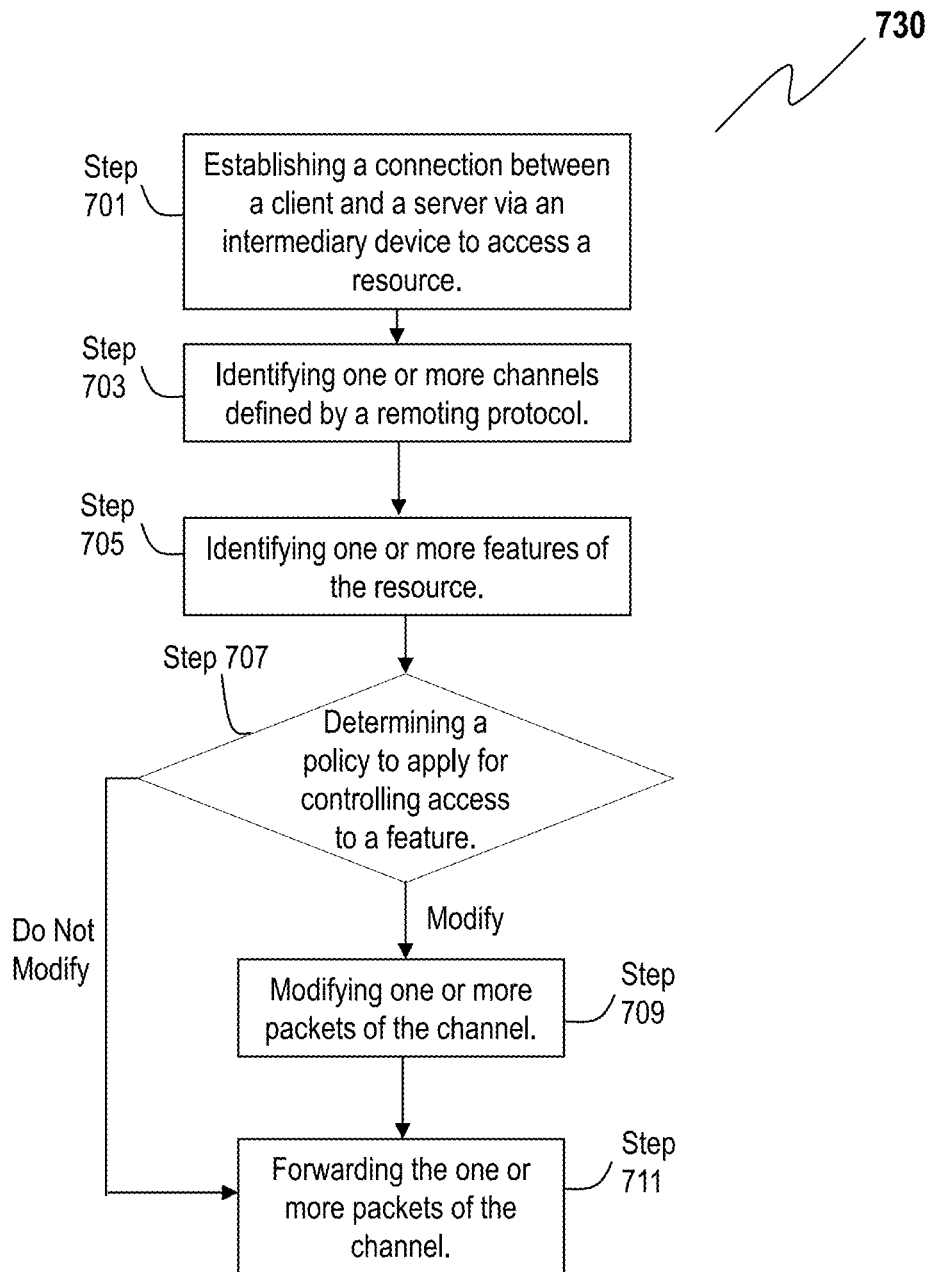 730
Step
701
Establishing a connection between
a client and a server via an
intermediary device to access a
resource.
Step
703
Identifying one or more channels
defined by a remoting protocol.
Step
705
Identifying one or more features of
the resource.
Step 707
Determining a
policy to apply for
controlling access
to a feature.
Do Not
Modify
Modify
Modifying one or more
packets of the channel.
Step
709
Forwarding the one or
more packets of the
channel.
Step
711